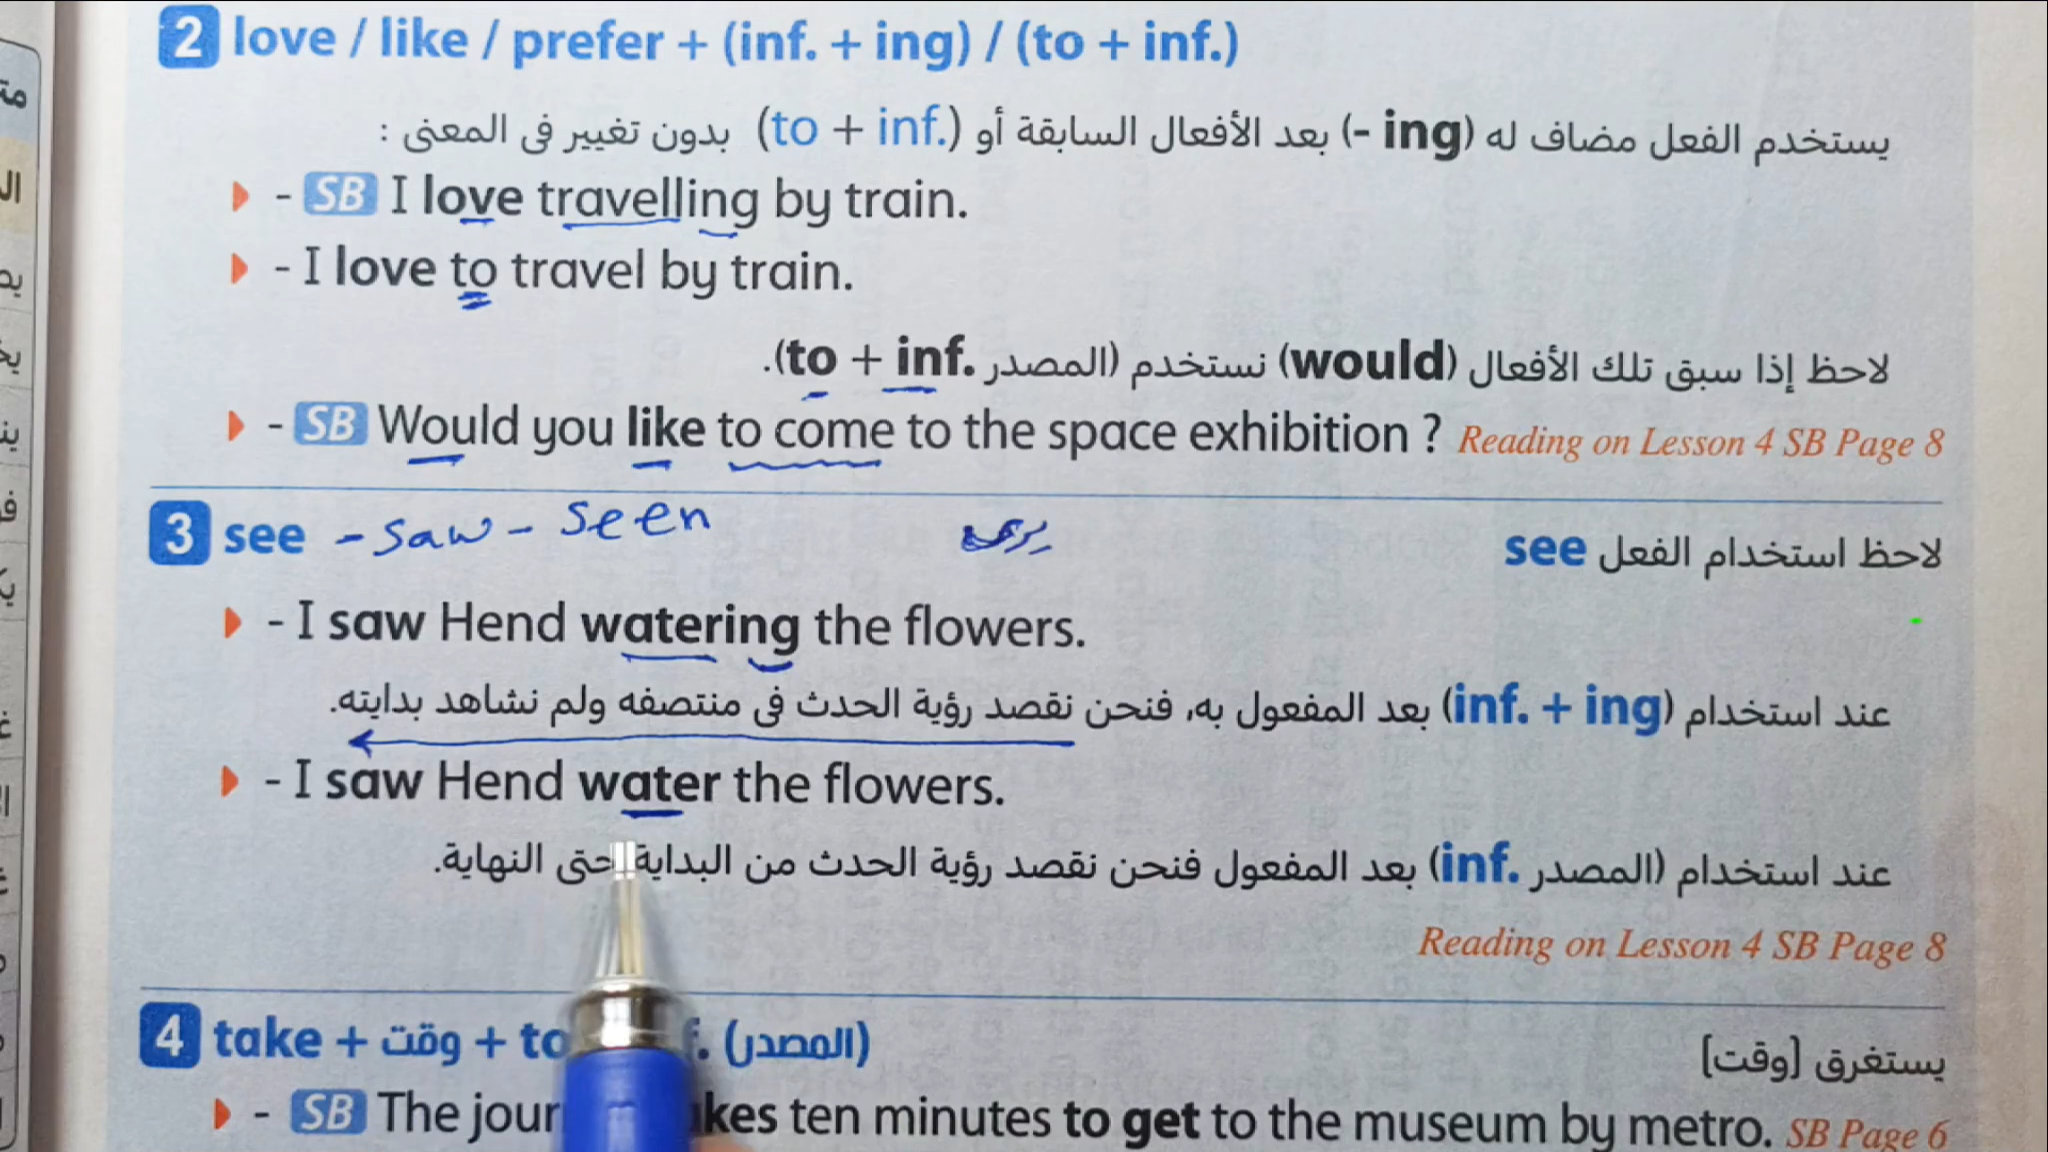 2 love / like / prefer + (inf. + ing) / (to + inf.)
يستخدم الفعل مضاف له (- ing) بعد الأفعال السابقة أو (to + inf.) بدون تغيير فى المعنى :
- SB I love travelling by train.
- I love to travel by train.
لاحظ إذا سبق تلك الأفعال (would) نستخدم (المصدر to + inf.).
- SB Would you like to come to the space exhibition ? Reading on Lesson 4 SB Page 8
3 see - saw - seen يرى لاحظ استخدام الفعل see
- I saw Hend watering the flowers.
عند استخدام (inf. + ing) بعد المفعول به، فنحن نقصد رؤية الحدث فى منتصفه ولم نشاهد بدايته.
- I saw Hend water the flowers.
عند استخدام (المصدر inf.) بعد المفعول فنحن نقصد رؤية الحدث من البداية حتى النهاية.
Reading on Lesson 4 SB Page 8
4 take + وقت + to (المصدر) يستغرق [وقت]
- SB The ten minutes to get to the museum by metro. SB Page 6